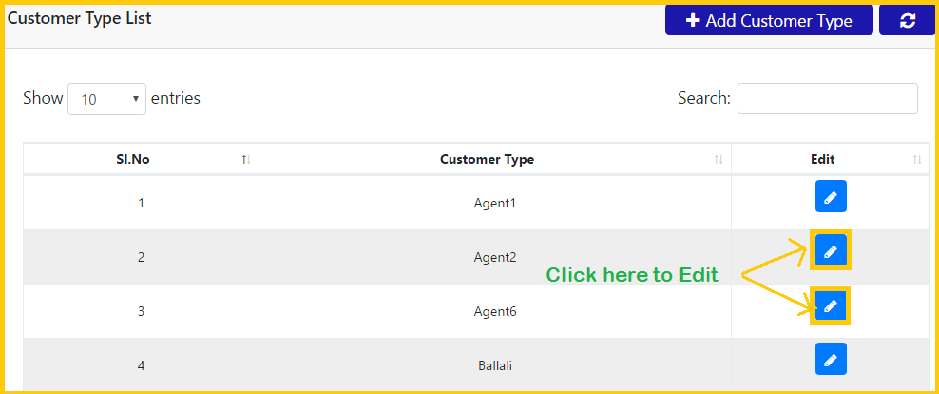 Customer Type List
Add Customer Type
Show 10 entries
Search:
Sl.No Customer Type Edit
1 Agent1
2 Agent2
Click here to Edit
3 Agent6
4 Ballali